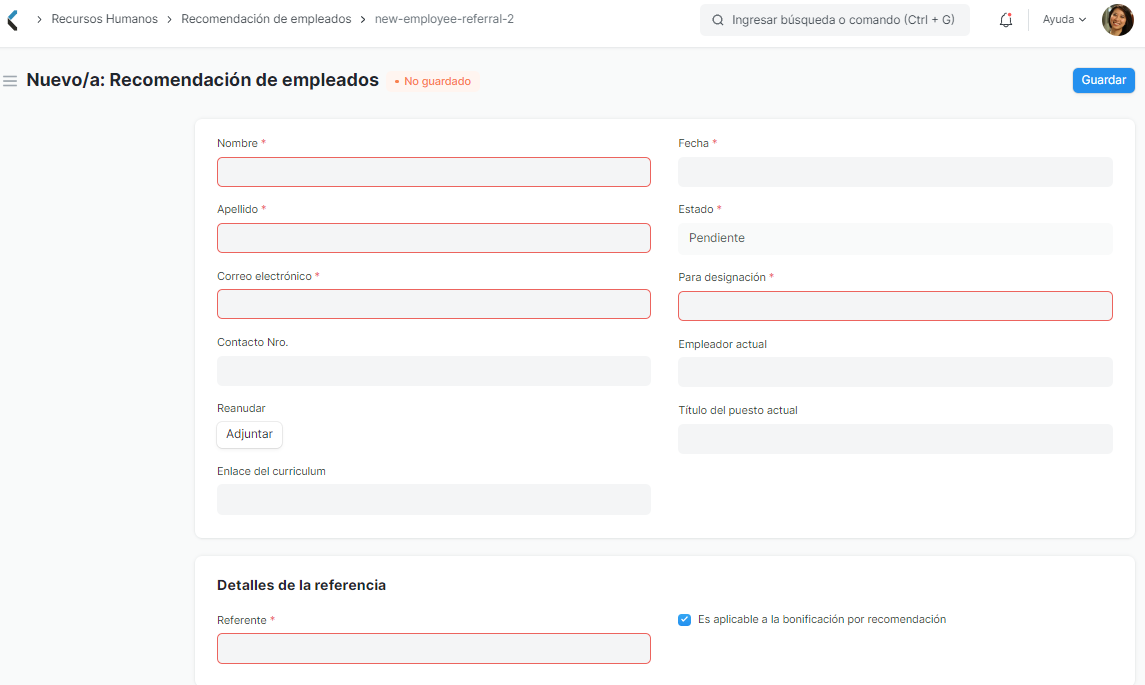 Recursos Humanos > Recomendación de empleados > new-employee-referral-2
Ingresar búsqueda o comando (Ctrl + G)
Ayuda
Nuevo/a: Recomendación de empleados
No guardado
Guardar
Nombre *
Fecha *
Apellido *
Estado *
Pendiente
Correo electrónico *
Para designación *
Contacto Nro.
Empleador actual
Reanudar
Adjuntar
Título del puesto actual
Enlace del curriculum
Detalles de la referencia
Referente *
Es aplicable a la bonificación por recomendación